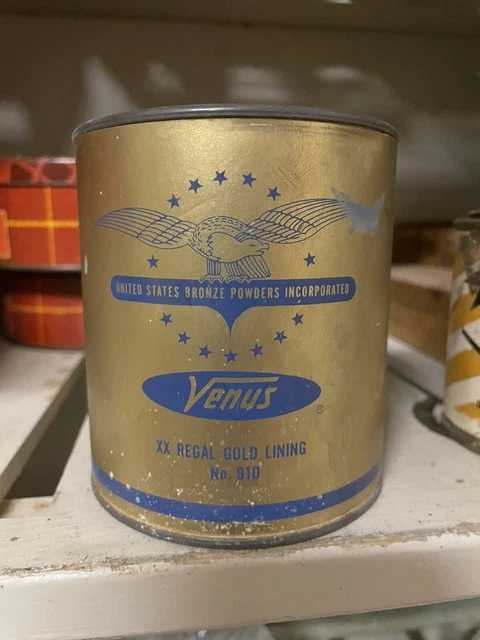 UNITED STATES BRONZE POWDERS INCORPORATED
Venus ®
XX REGAL GOLD LINING
No. 910